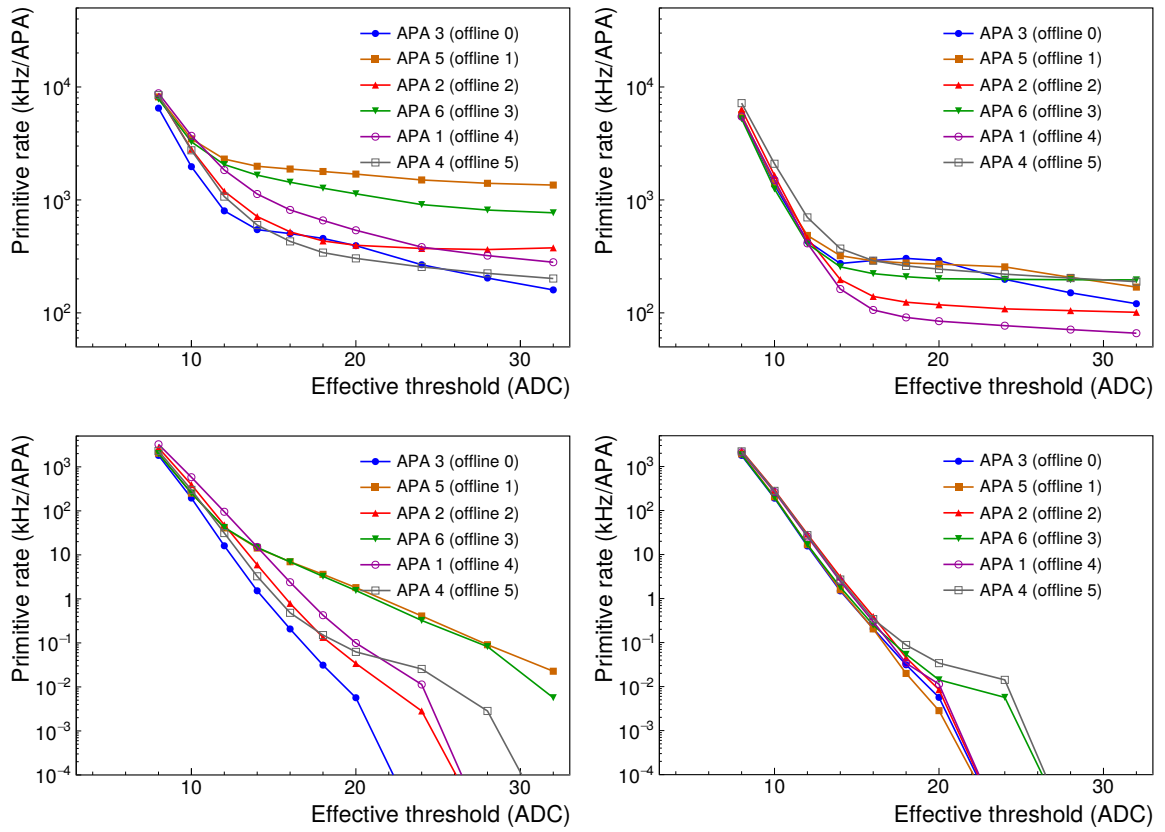 Primitive rate (kHz/APA)
10⁴
10³
10²
10 20 30
Effective threshold (ADC)
APA 3 (offline 0)
APA 5 (offline 1)
APA 2 (offline 2)
APA 6 (offline 3)
APA 1 (offline 4)
APA 4 (offline 5)
Primitive rate (kHz/APA)
10⁴
10³
10²
10 20 30
Effective threshold (ADC)
APA 3 (offline 0)
APA 5 (offline 1)
APA 2 (offline 2)
APA 6 (offline 3)
APA 1 (offline 4)
APA 4 (offline 5)
Primitive rate (kHz/APA)
10³
10²
10
1
10⁻¹
10⁻²
10⁻³
10⁻⁴
10 20 30
Effective threshold (ADC)
APA 3 (offline 0)
APA 5 (offline 1)
APA 2 (offline 2)
APA 6 (offline 3)
APA 1 (offline 4)
APA 4 (offline 5)
Primitive rate (kHz/APA)
10³
10²
10
1
10⁻¹
10⁻²
10⁻³
10⁻⁴
10 20 30
Effective threshold (ADC)
APA 3 (offline 0)
APA 5 (offline 1)
APA 2 (offline 2)
APA 6 (offline 3)
APA 1 (offline 4)
APA 4 (offline 5)